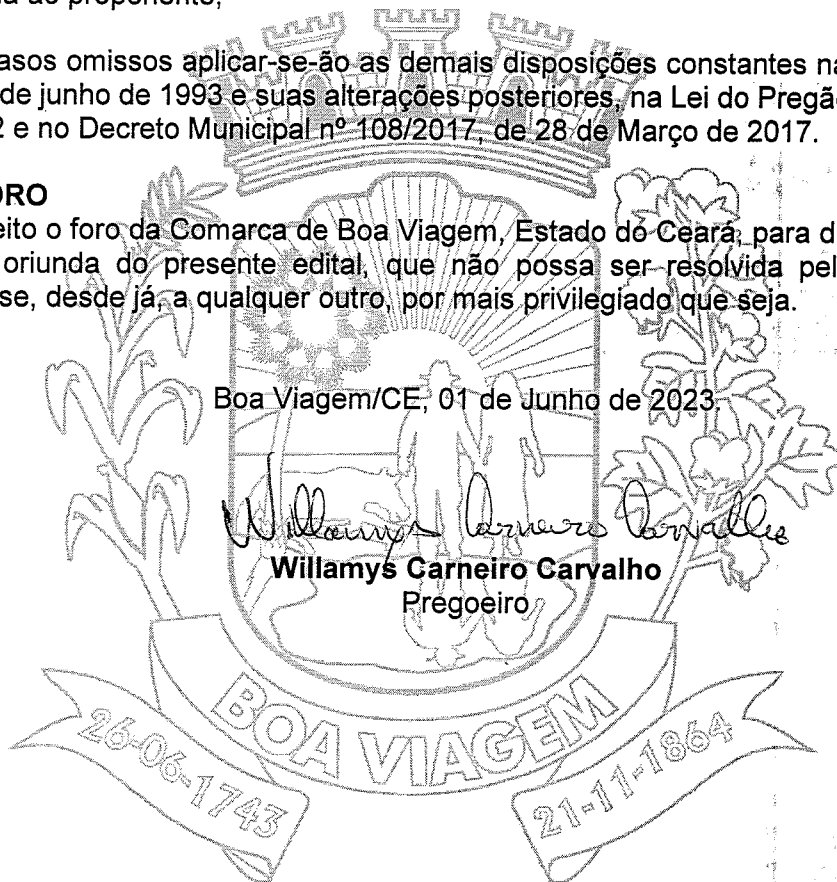 ao proponente,
asos omissos aplicar-se-ão as demais disposições constantes na
de junho de 1993 e suas alterações posteriores, na Lei do Pregão
2 e no Decreto Municipal nº 108/2017, de 28 de Março de 2017.
ORO
eito o foro da Comarca de Boa Viagem, Estado do Ceará, para d
oriunda do presente edital, que não possa ser resolvida pel
se, desde já, a qualquer outro, por mais privilegiado que seja.
Boa Viagem/CE, 01 de Junho de 2023.
Willamys Carneiro Carvalho
Willamys Carneiro Carvalho
Pregoeiro
BOA VIAGEM
26-06-1743
21-11-1864